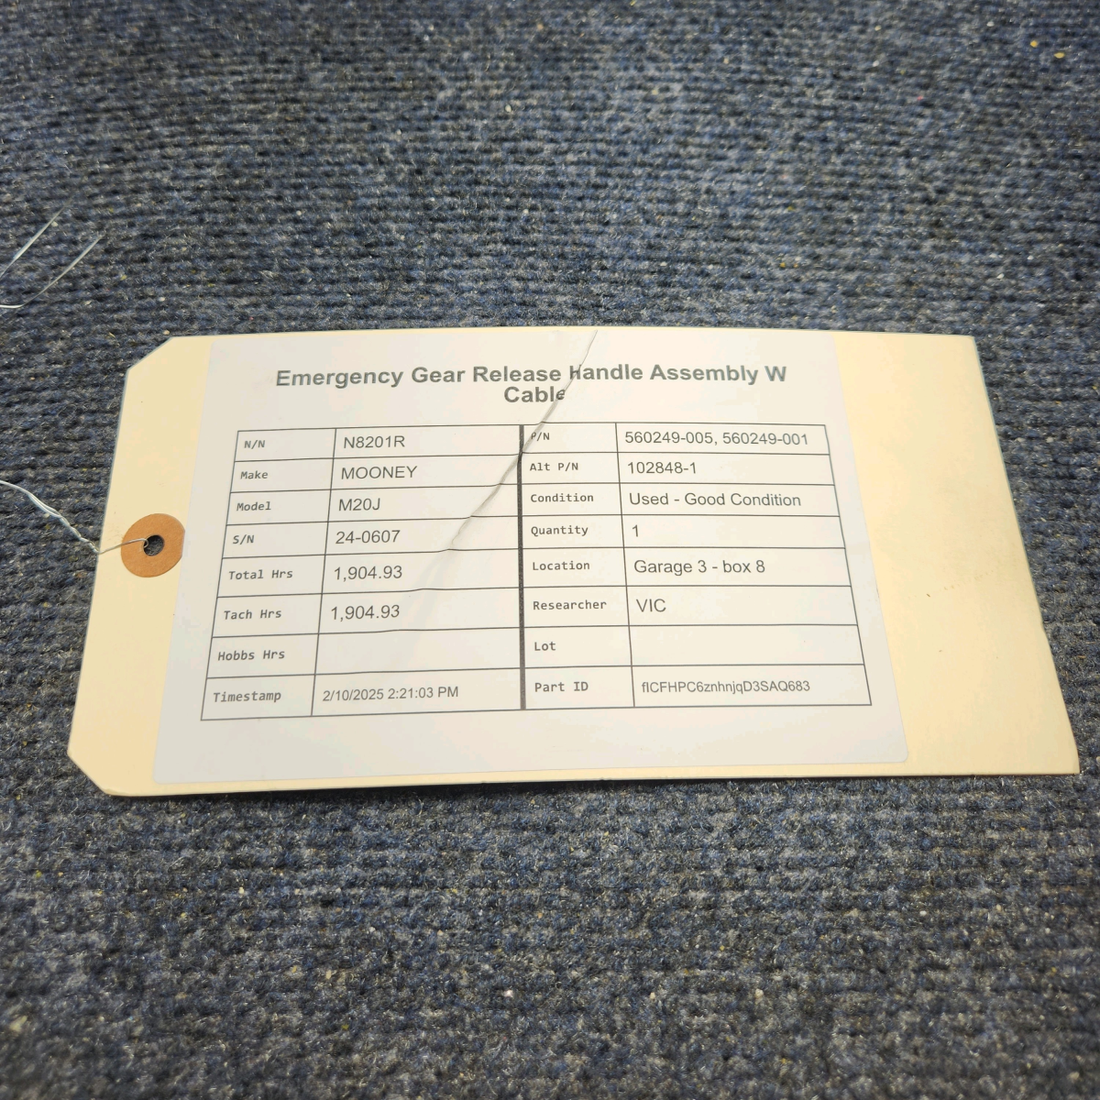 Emergency Gear Release Handle Assembly W
Cable
N/N N8201R P/N 560249-005, 560249-001
Make MOONEY Alt P/N 102848-1
Model M20J Condition Used - Good Condition
S/N 24-0607 Quantity 1
Total Hrs 1,904.93 Location Garage 3 - box 8
Tach Hrs 1,904.93 Researcher VIC
Hobbs Hrs Lot
Timestamp 2/10/2025 2:21:03 PM Part ID flCFHPC6znhnjqD3SAQ683